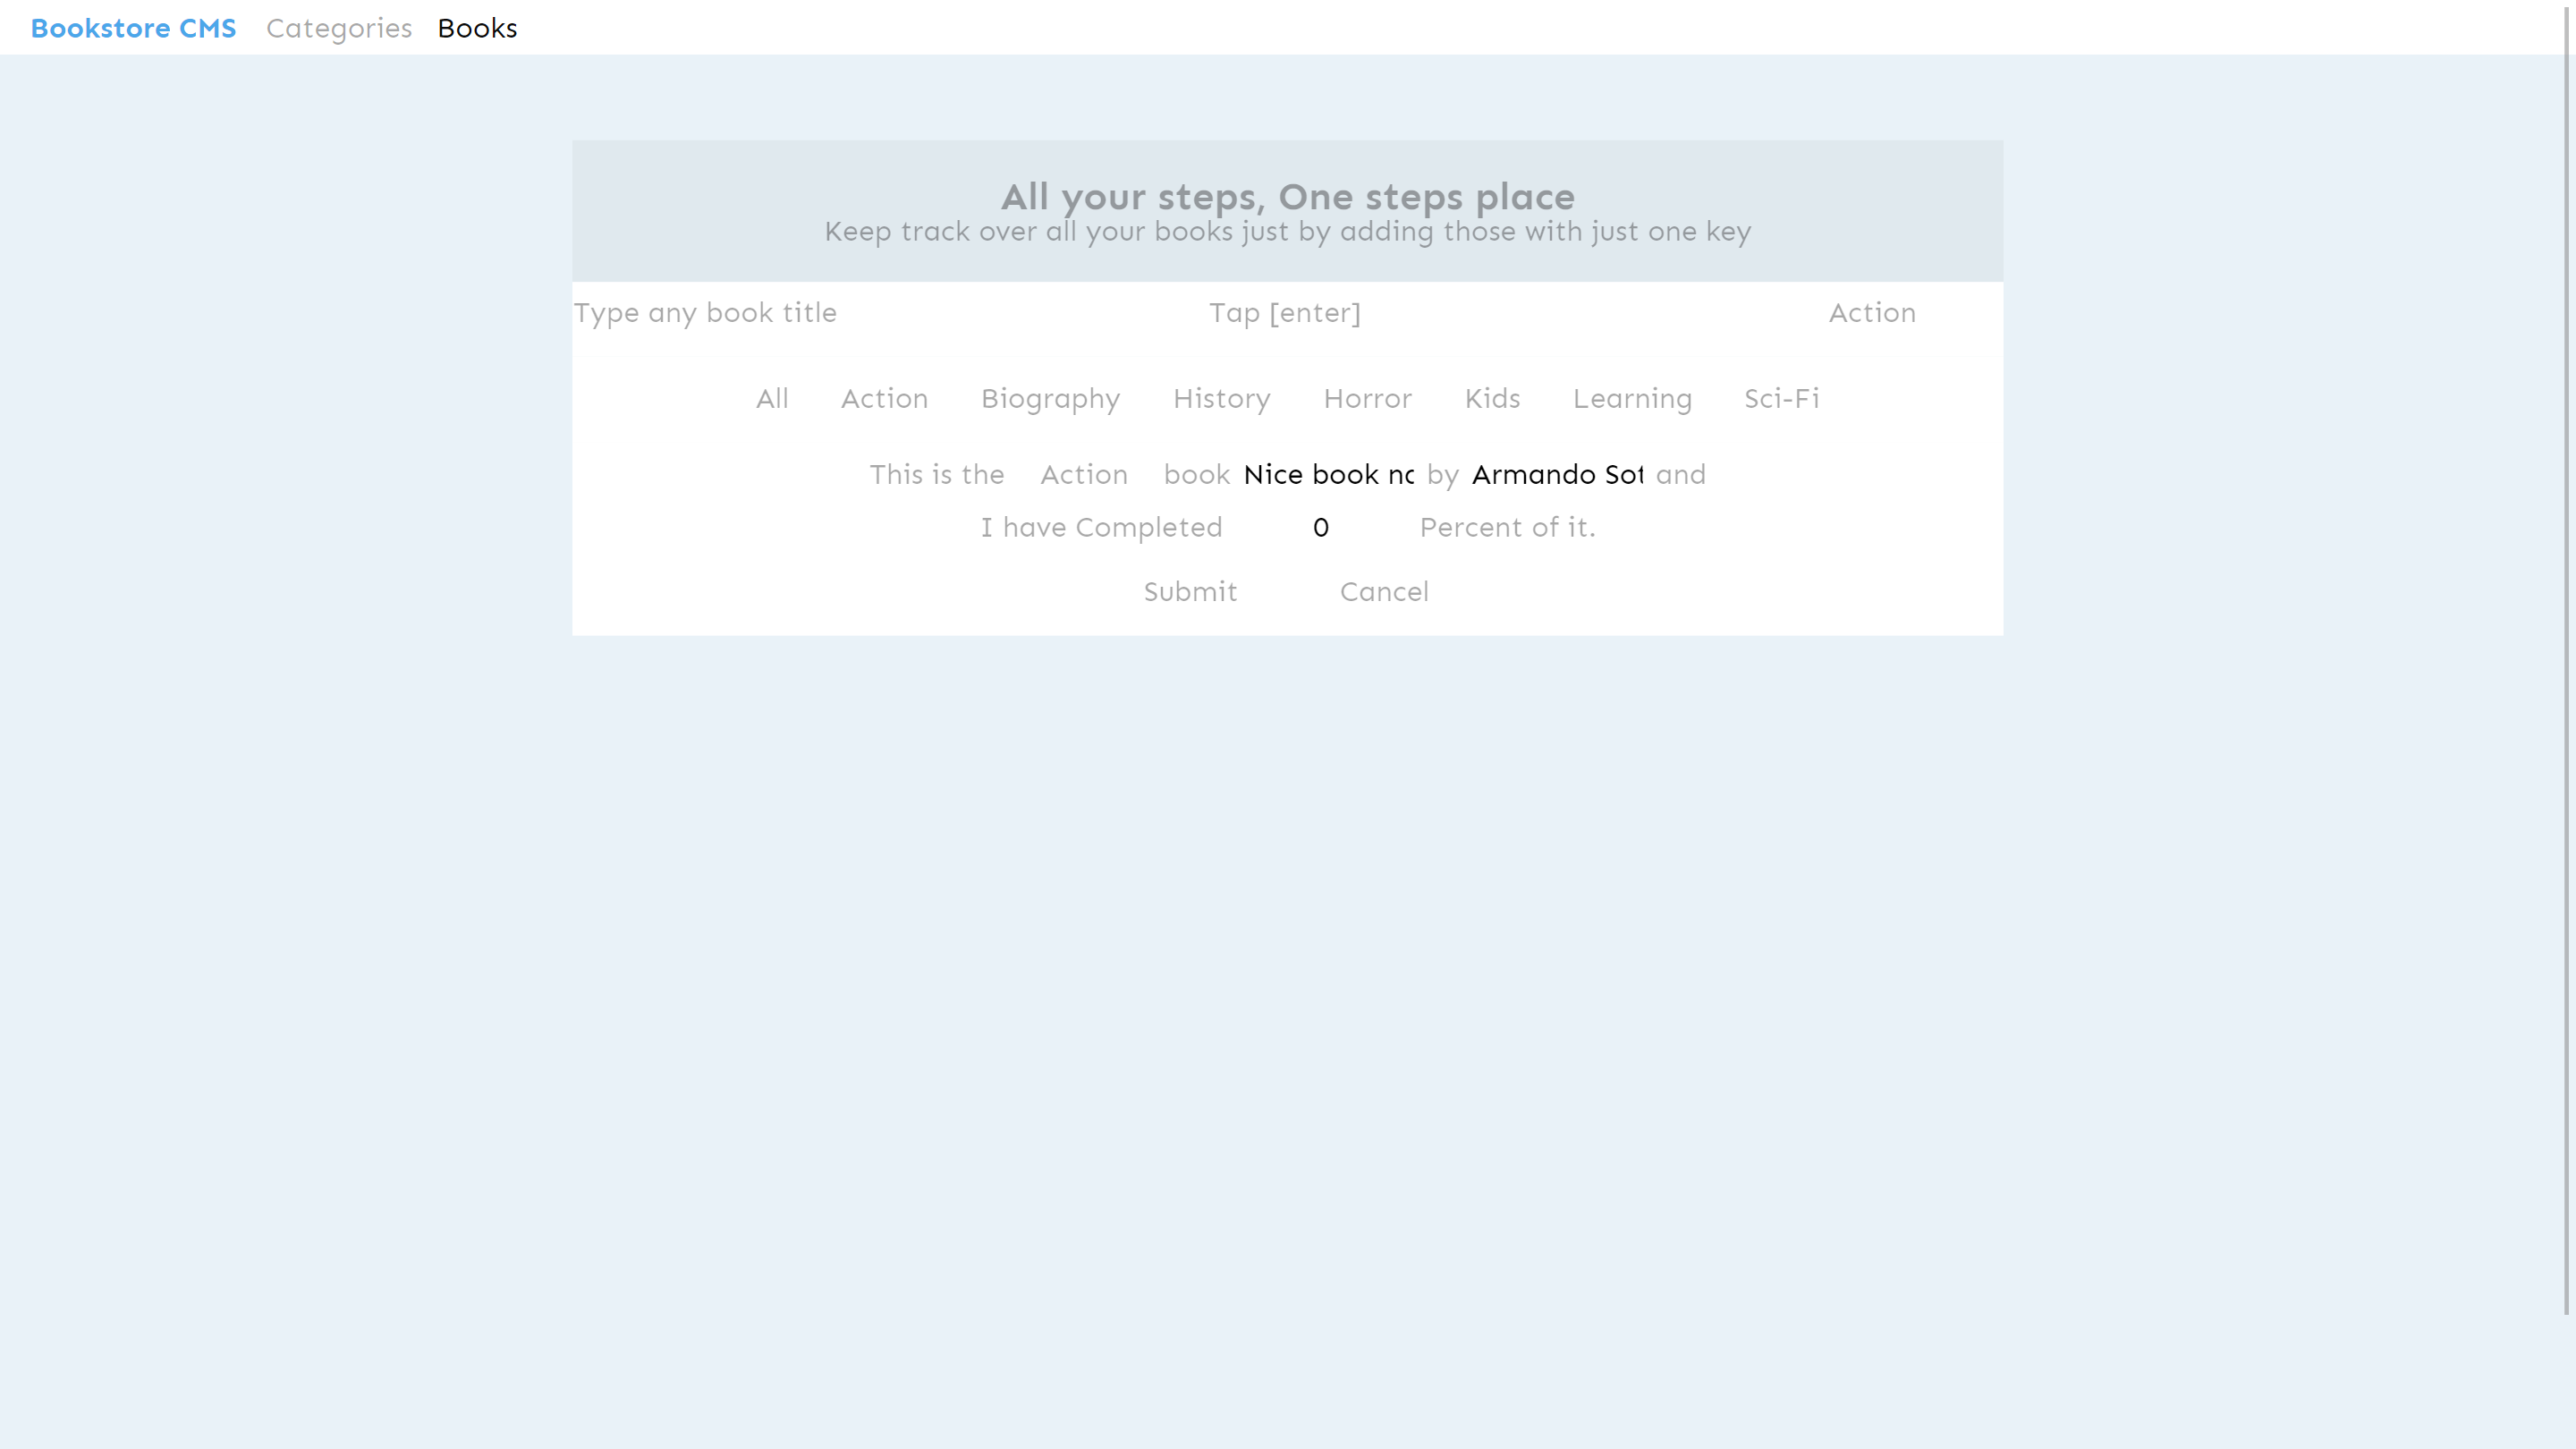 Bookstore CMS Categories Books
All your steps, One steps place
Keep track over all your books just by adding those with just one key
Type any book title Tap [enter] Action
All Action Biography History Horror Kids Learning Sci-Fi
This is the Action book Nice book by Armando and
I have Completed 0 Percent of it.
Submit Cancel